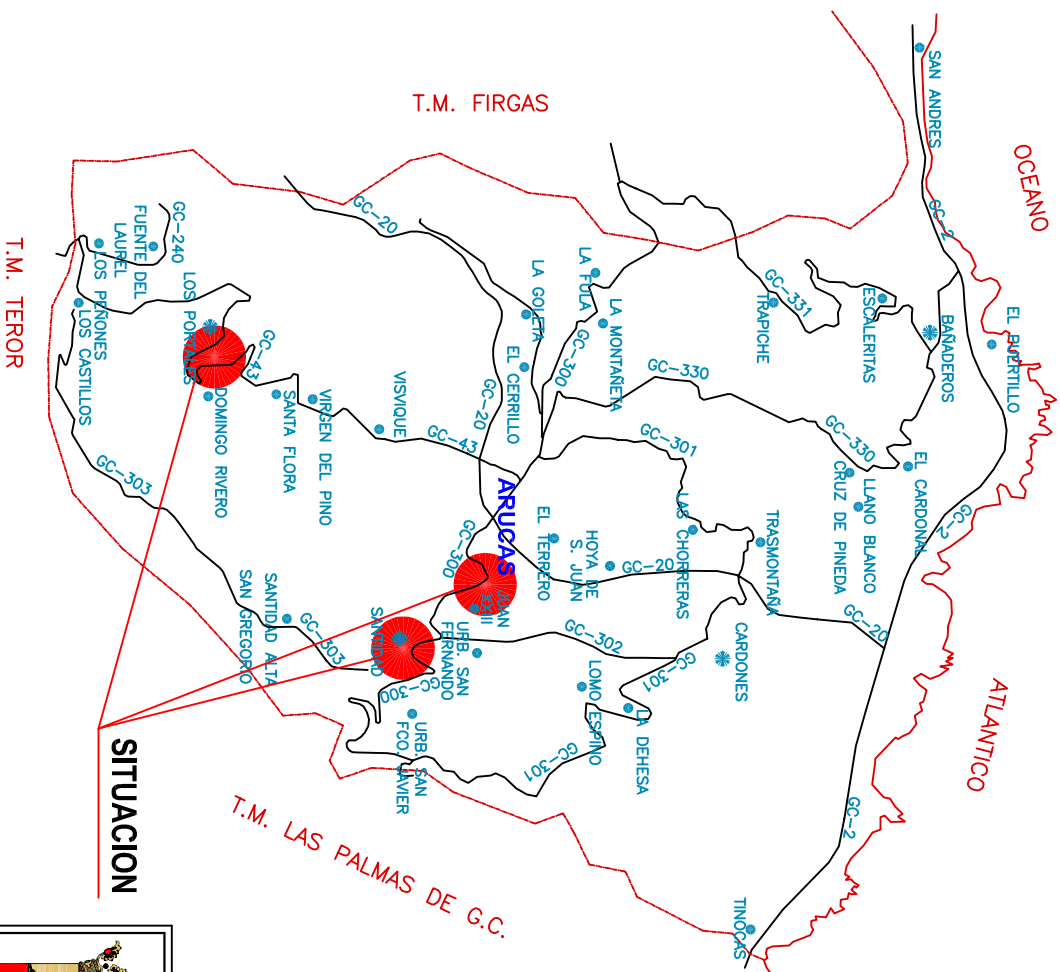 OCEANO
ATLANTICO
SAN ANDRES
GC-2
EL PUERTILLO
BAÑADEROS
ESCALERITAS
GC-331
TRAPICHE
GC-330
GC-330
EL CARDONAL
LLANO BLANCO
CRUZ DE PINEDA
GC-2
GC-20
TRASMONTAÑA
CARDONES
GC-2
TINOCAS
T.M. FIRGAS
LA FULA
LA MONTAÑETA
GC-300
LA GOLETA
EL CERRILLO
GC-20
GC-20
GC-301
LAS CHORRERAS
GC-20
HOYA DE
S. JUAN
EL TERRERO
ARUCAS
GC-300
JUAN
XXIII
URB. SAN
FERNANDO
GC-302
GC-301
LA DEHESA
LOMO ESPINO
GC-301
GC-43
VISVIQUE
VIRGEN DEL PINO
SANTA FLORA
GC-43
DOMINGO RIVERO
LOS PORTALES
GC-240
FUENTE DEL
LAUREL
LOS PEÑONES
LOS CASTILLOS
GC-303
SANTIDAD
GC-300
URB. SAN
FCO. JAVIER
GC-303
SANTIDAD ALTA
SAN GREGORIO
T.M. TEROR
T.M. LAS PALMAS DE G.C.
SITUACION